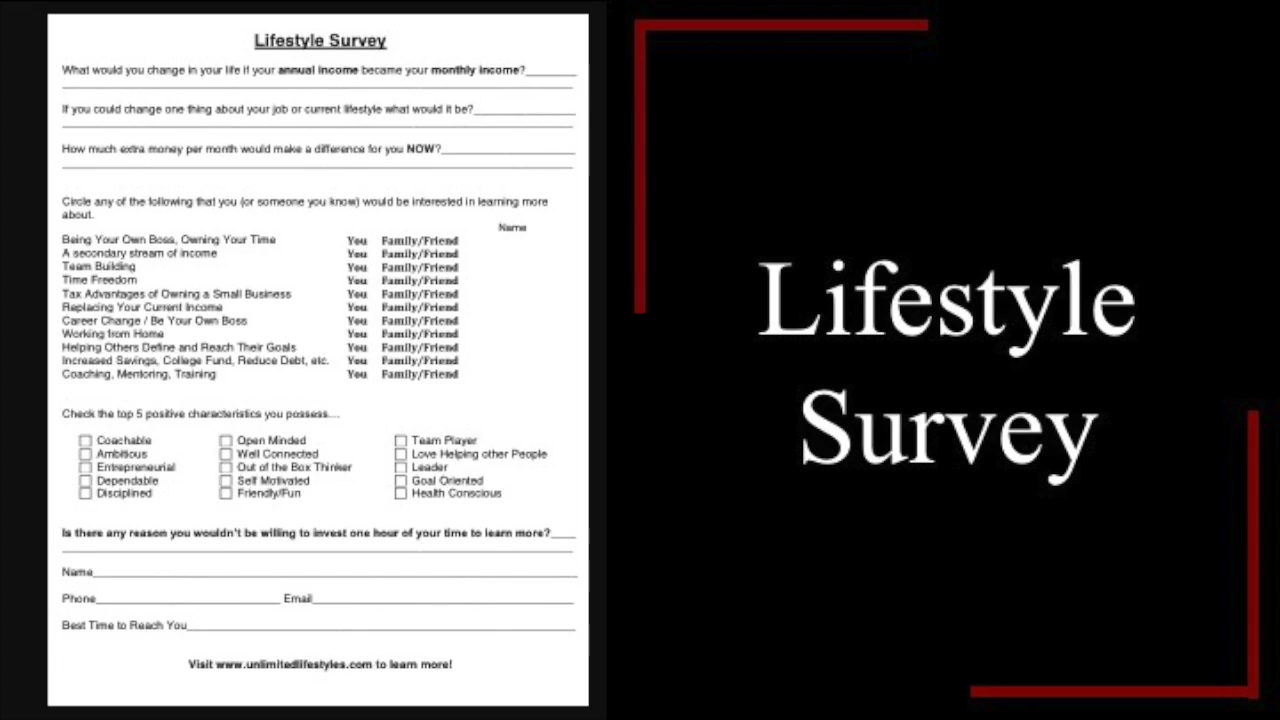 Lifestyle Survey
What would you change in your life if your annual income became your monthly income?________
If you could change one thing about your job or current lifestyle what would it be?________________
How much extra money per month would make a difference for you NOW?_____________________
Circle any of the following that you (or someone you know) would be interested in learning more
about.
Name
Being Your Own Boss, Owning Your Time You Family/Friend
A secondary stream of income You Family/Friend
Team Building You Family/Friend
Time Freedom You Family/Friend
Tax Advantages of Owning a Small Business You Family/Friend
Replacing Your Current Income You Family/Friend
Career Change / Be Your Own Boss You Family/Friend
Working from Home You Family/Friend
Helping Others Define and Reach Their Goals You Family/Friend
Increased Savings, College Fund, Reduce Debt, etc. You Family/Friend
Coaching, Mentoring, Training You Family/Friend
Check the top 5 positive characteristics you possess....
Coachable Open Minded Team Player
Ambitious Well Connected Love Helping other People
Entrepreneurial Out of the Box Thinker Leader
Dependable Self Motivated Goal Oriented
Disciplined Friendly/Fun Health Conscious
Is there any reason you wouldn't be willing to invest one hour of your time to learn more?____
Name
Phone______________ Email______________
Best Time to Reach You______________
Visit www.unlimitedlifestyles.com to learn more!
Lifestyle
Survey